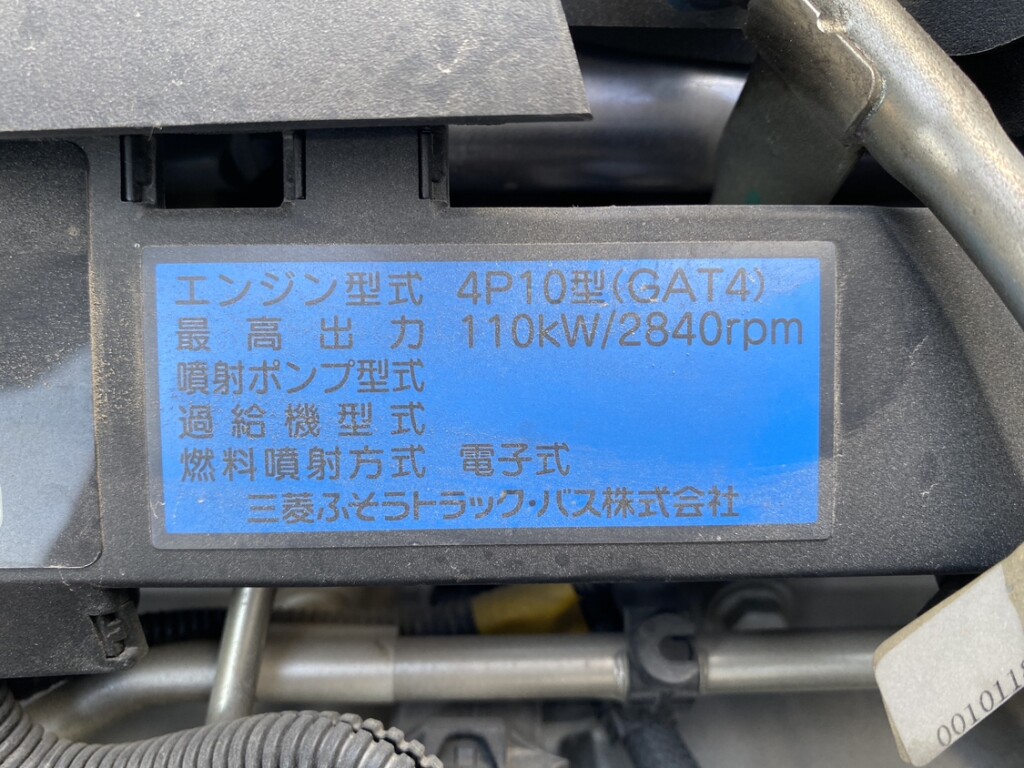 エンジン型式 4P10型(GAT4)
最高出力 110kW/2840rpm
噴射ポンプ型式
過給機型式
燃料噴射方式 電子式
三菱ふそうトラック・バス株式会社